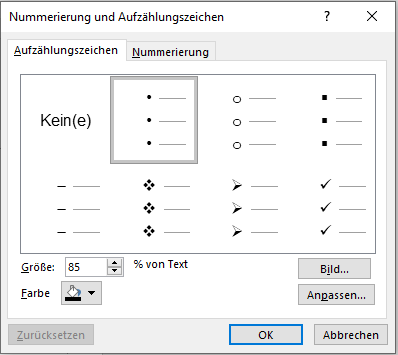 Nummerierung und Aufzählungszeichen
Aufzählungszeichen Nummerierung
Kein(e)
Größe: 85 % von Text
Bild...
Farbe
Anpassen...
Zurücksetzen OK Abbrechen